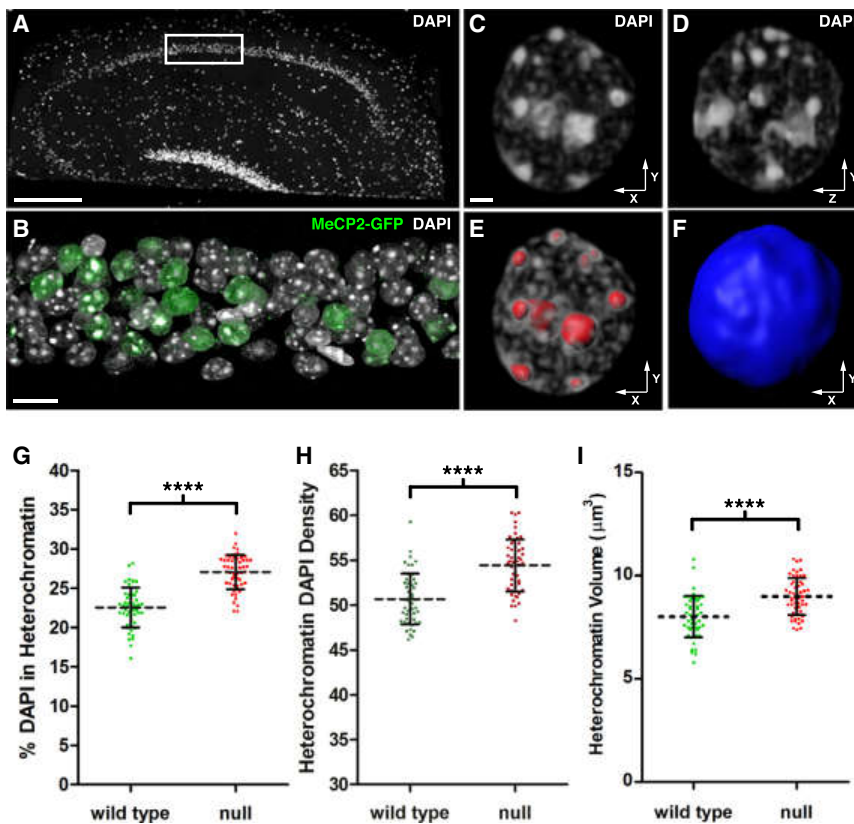 A DAPI
C DAPI
D DAP
B MeCP2-GFP DAPI
E
F
Y
X
Y
Z
Y
X
Y
X
G
% DAPI in Heterochromatin
40
35
30
25
20
15
10
5
0
****
wild type null
H
Heterochromatin DAPI Density
65
60
55
50
45
40
35
30
****
wild type null
I
Heterochromatin Volume (μm³)
15
10
5
0
****
wild type null